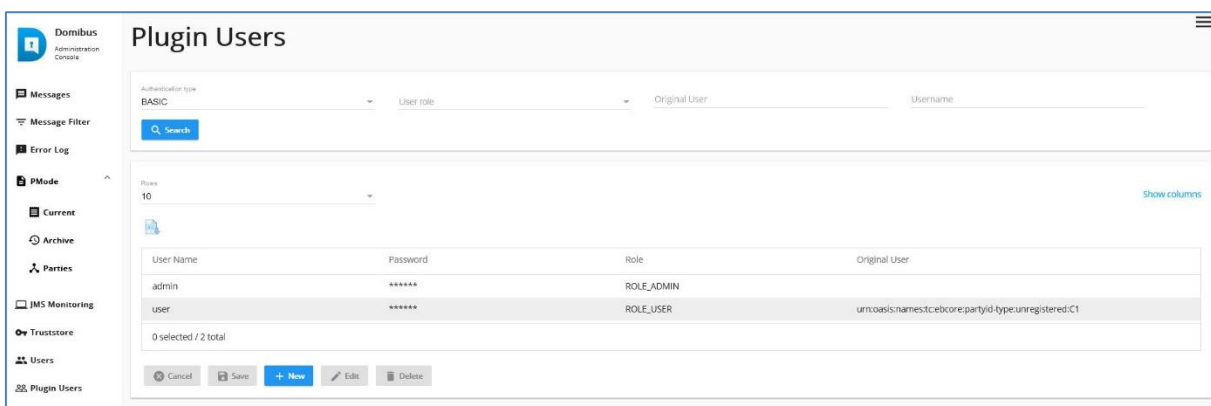 Domibus
Administration
Console
Messages
Message Filter
Error Log
PMode
Current
Archive
Parties
JMS Monitoring
Truststore
Users
Plugin Users
Plugin Users
Authentication type
BASIC
User role
Original User
Username
Search
Rows
10
Show columns
User Name Password Role Original User
admin ****** ROLE_ADMIN
user ****** ROLE_USER urn:oasis:names:tc:ebcore:partyid-type:unregistered:C1
0 selected / 2 total
Cancel Save + New Edit Delete